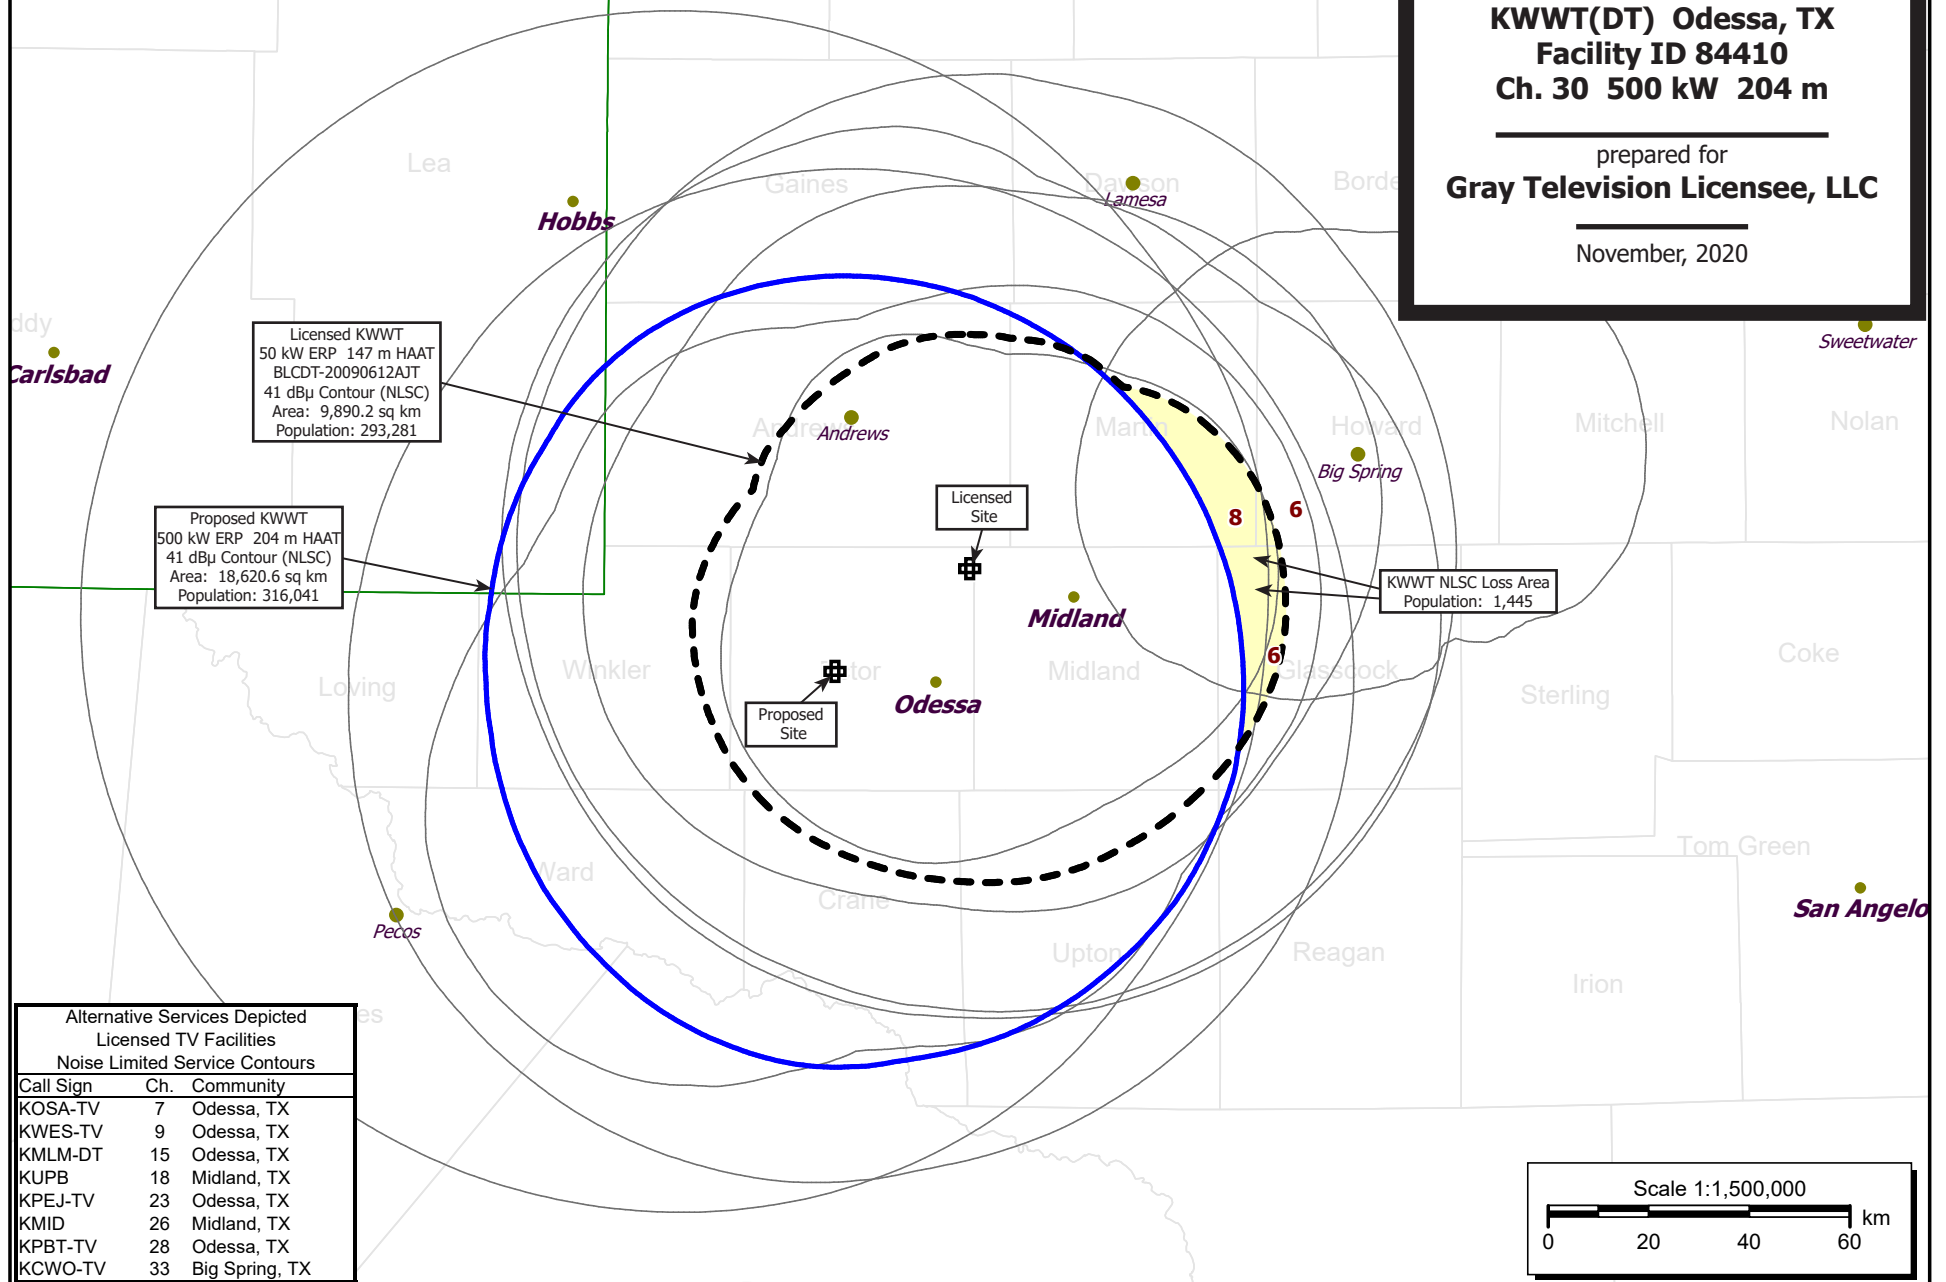 KWWT(DT) Odessa, TX
Facility ID 84410
Ch. 30 500 kW 204 m
prepared for
Gray Television Licensee, LLC
November, 2020
Lea
Gaines
Dawson
Lamesa
Borde
Hobbs
ddy
Carlsbad
Sweetwater
Licensed KWWT
50 kW ERP 147 m HAAT
BLCDT-20090612AJT
41 dBµ Contour (NLSC)
Area: 9,890.2 sq km
Population: 293,281
Andrews
Andrews
Martin
Howard
Big Spring
Mitchell
Nolan
Licensed
Site
8
6
Proposed KWWT
500 kW ERP 204 m HAAT
41 dBµ Contour (NLSC)
Area: 18,620.6 sq km
Population: 316,041
KWWT NLSC Loss Area
Population: 1,445
Midland
6
Loving
Winkler
Ector
Odessa
Midland
Glasscock
Sterling
Coke
Proposed
Site
Ward
Crane
Upton
Reagan
Irion
Tom Green
San Angelo
Pecos
es
Alternative Services Depicted
Licensed TV Facilities
Noise Limited Service Contours
Call Sign Ch. Community
KOSA-TV 7 Odessa, TX
KWES-TV 9 Odessa, TX
KMLM-DT 15 Odessa, TX
KUPB 18 Midland, TX
KPEJ-TV 23 Odessa, TX
KMID 26 Midland, TX
KPBT-TV 28 Odessa, TX
KCWO-TV 33 Big Spring, TX
Scale 1:1,500,000
km
0 20 40 60